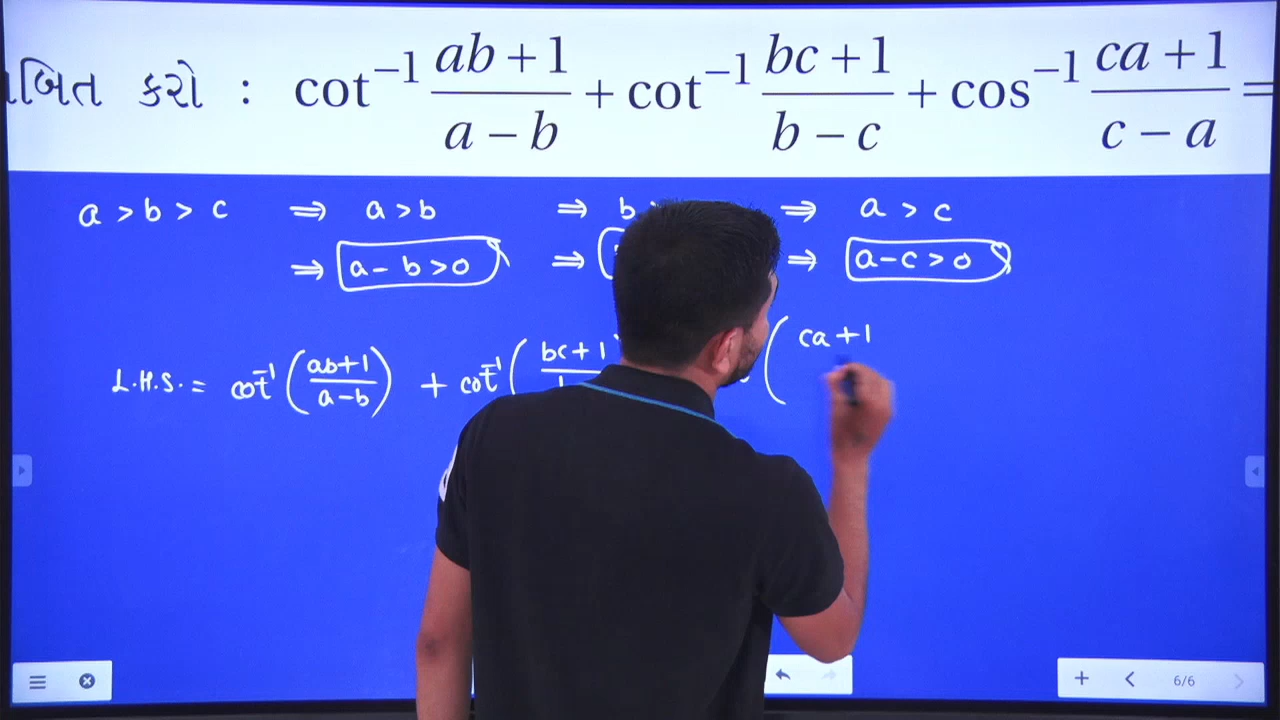 કરો : cot⁻¹ (ab + 1)/(a − b) + cot⁻¹ (bc + 1)/(b − c) + cos⁻¹ (ca + 1)/(c − a) =
a > b > c ⇒ a > b ⇒ b ⇒ a > c
⇒ a - b > 0 ⇒ ⇒ a - c > 0
L.H.S. = cot⁻¹ ((ab+1)/(a-b)) + cot⁻¹ (bc+1 ( ca+1
6/6